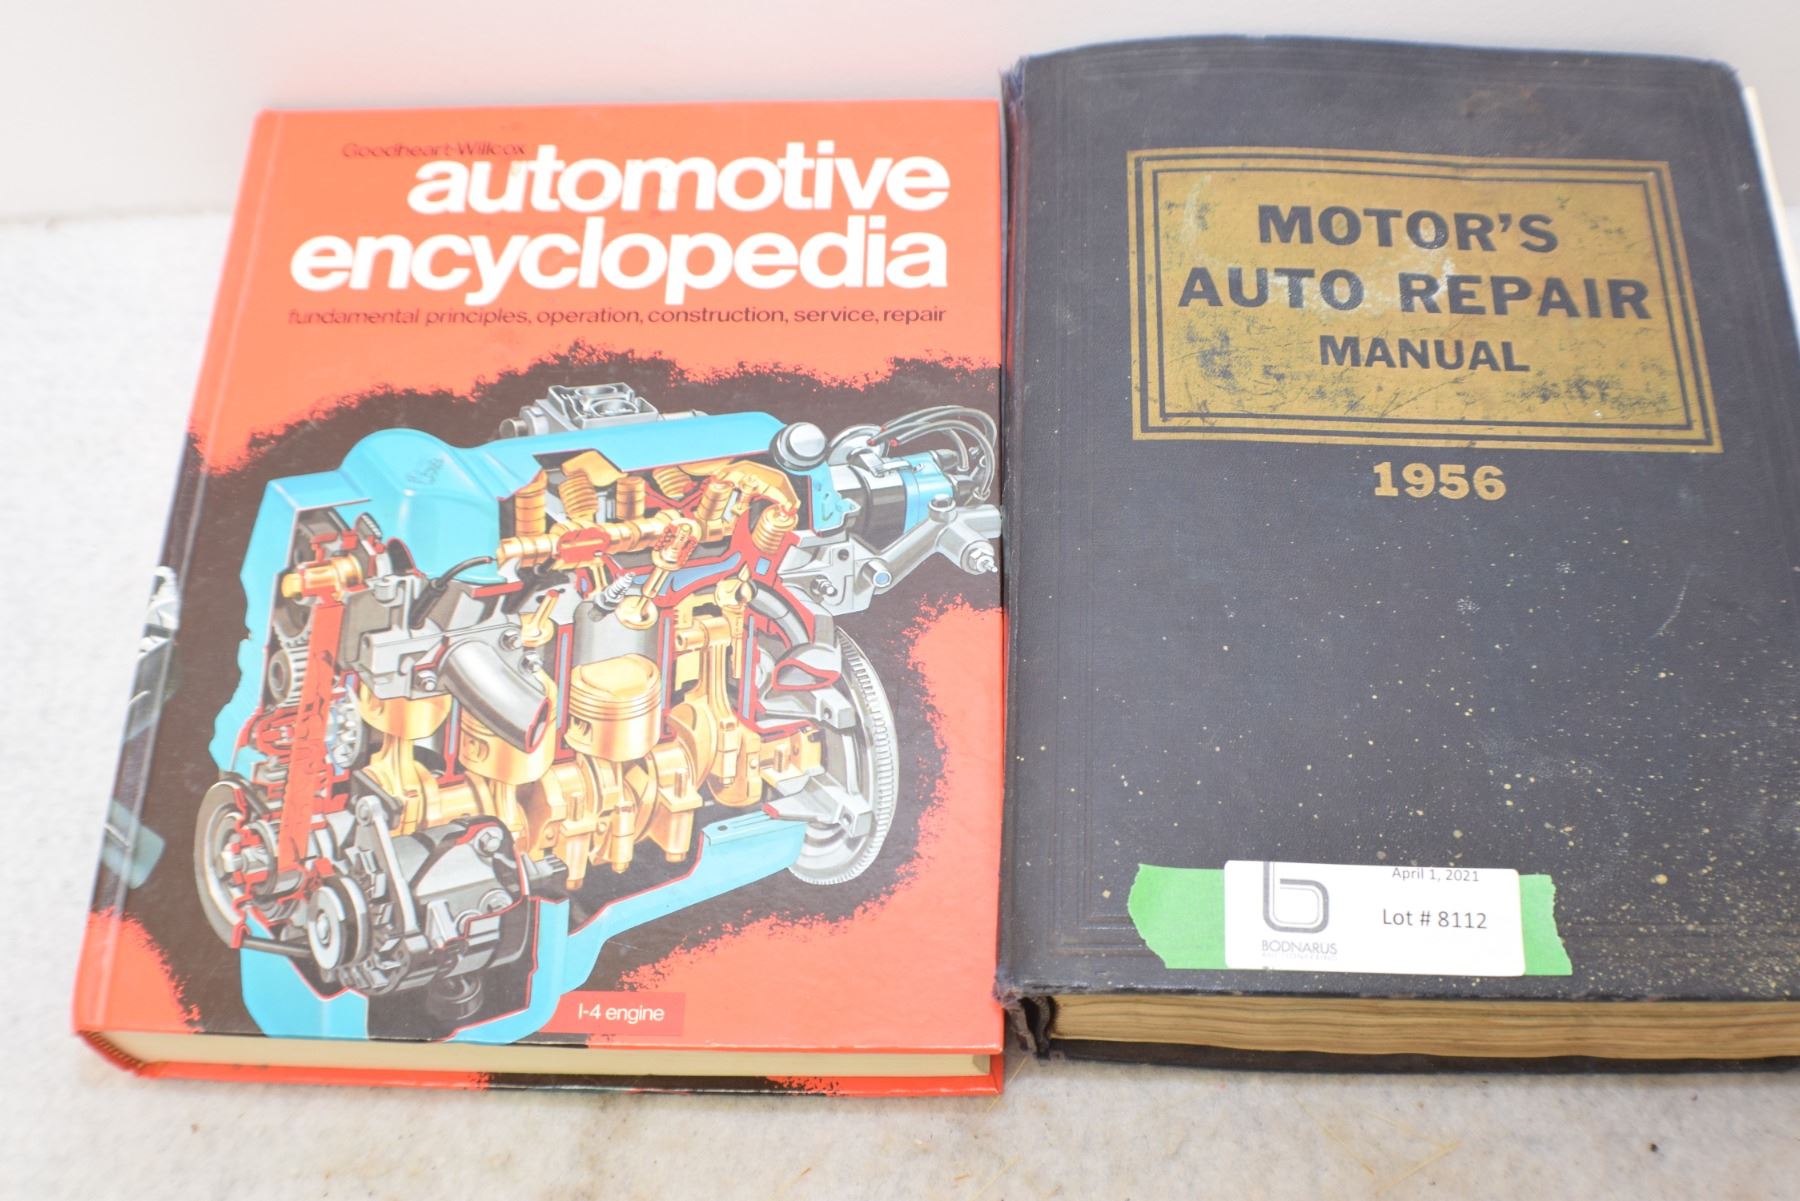 Goodheart-Willcox
automotive
encyclopedia
fundamental principles, operation, construction, service, repair
I-4 engine
MOTOR'S
AUTO REPAIR
MANUAL
1956
April 1, 2021
Lot # 8112
b
BODNARUS
AUCTIONEERING